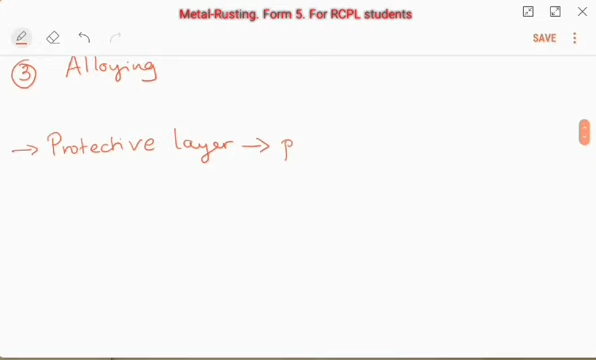 Metal-Rusting. Form 5. For RCPL students
SAVE
③ Alloying
→ Protective layer → p